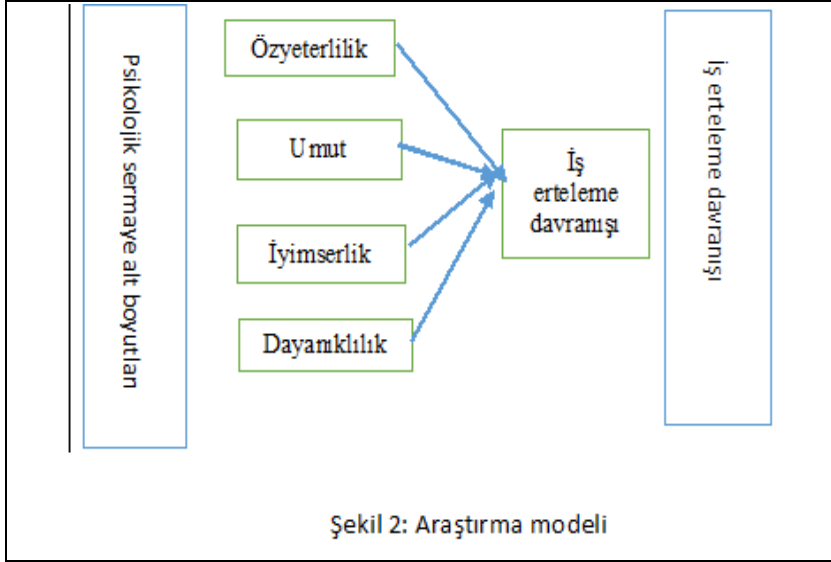 Psikolojik sermaye alt boyutları
Özyeterlilik
Umut
İyimserlik
Dayanıklılık
İş
erteleme
davranışı
İş erteleme davranışı
Şekil 2: Araştırma modeli